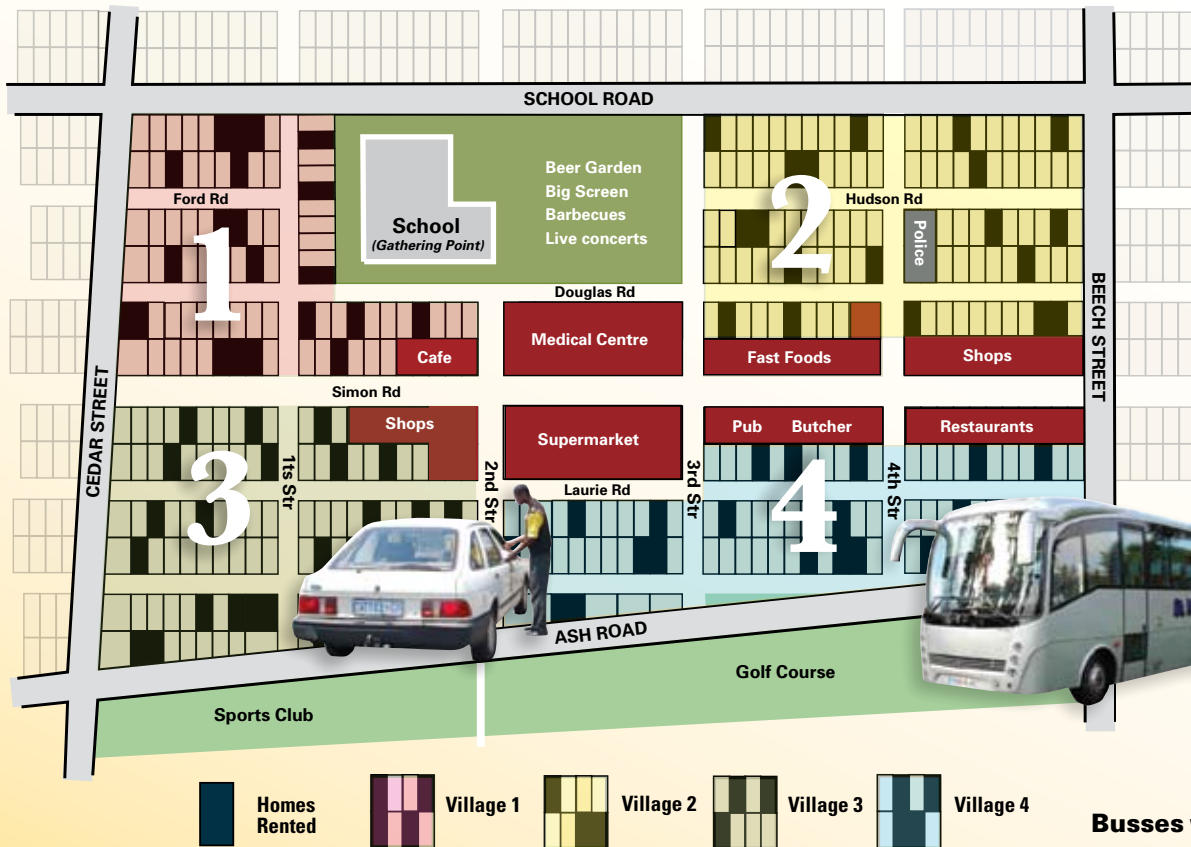 SCHOOL ROAD
Beer Garden
Big Screen
Barbecues
Live concerts
School
(Gathering Point)
Ford Rd
Hudson Rd
1
2
Police
Douglas Rd
Medical Centre
Cafe
Fast Foods
Shops
BEECH STREET
CEDAR STREET
Simon Rd
Shops
Supermarket
Pub Butcher
Restaurants
3
1ts Str
2nd Str
3rd Str
4
4th Str
Laurie Rd
ASH ROAD
Golf Course
Sports Club
Homes
Rented
Village 1
Village 2
Village 3
Village 4
Busses